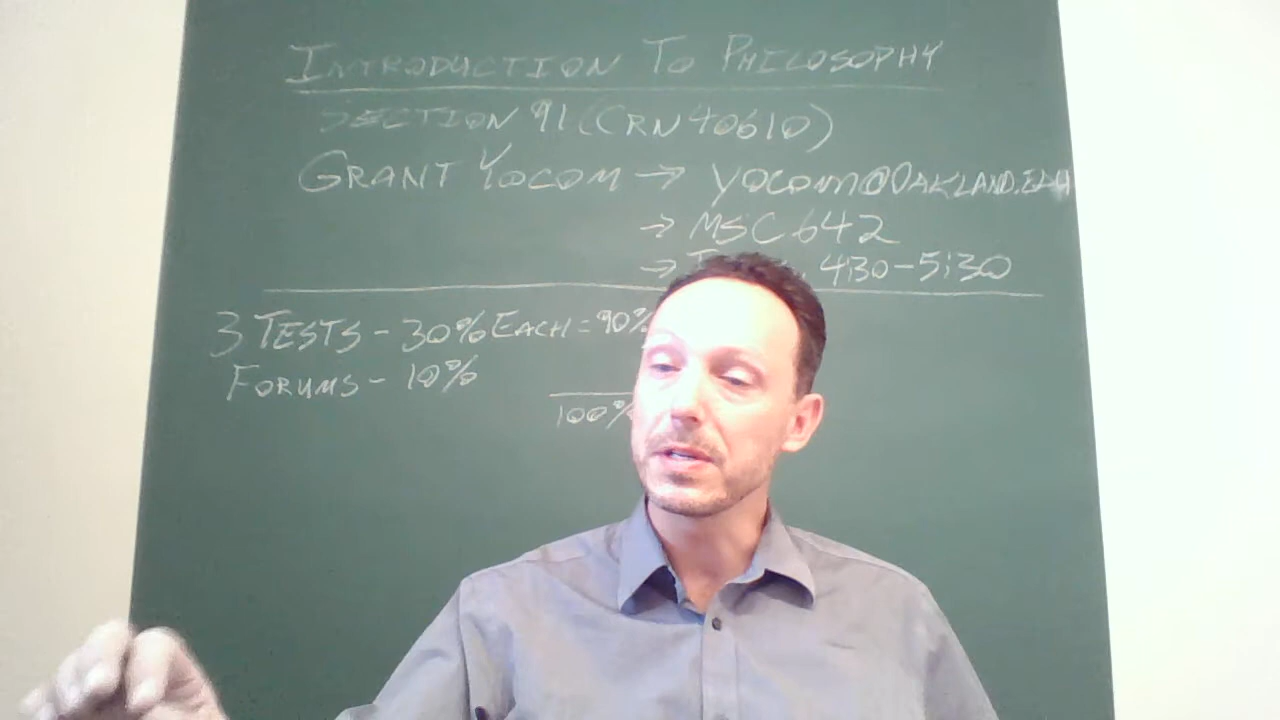 INTRODUCTION TO PHILOSOPHY
SECTION 91 (CRN 40610)
GRANT YOCOM → YOCOM@OAKLAND.EDU
→ MSC 642
→ 4:30-5:30
3 TESTS - 30% EACH = 90%
FORUMS - 10%
100%